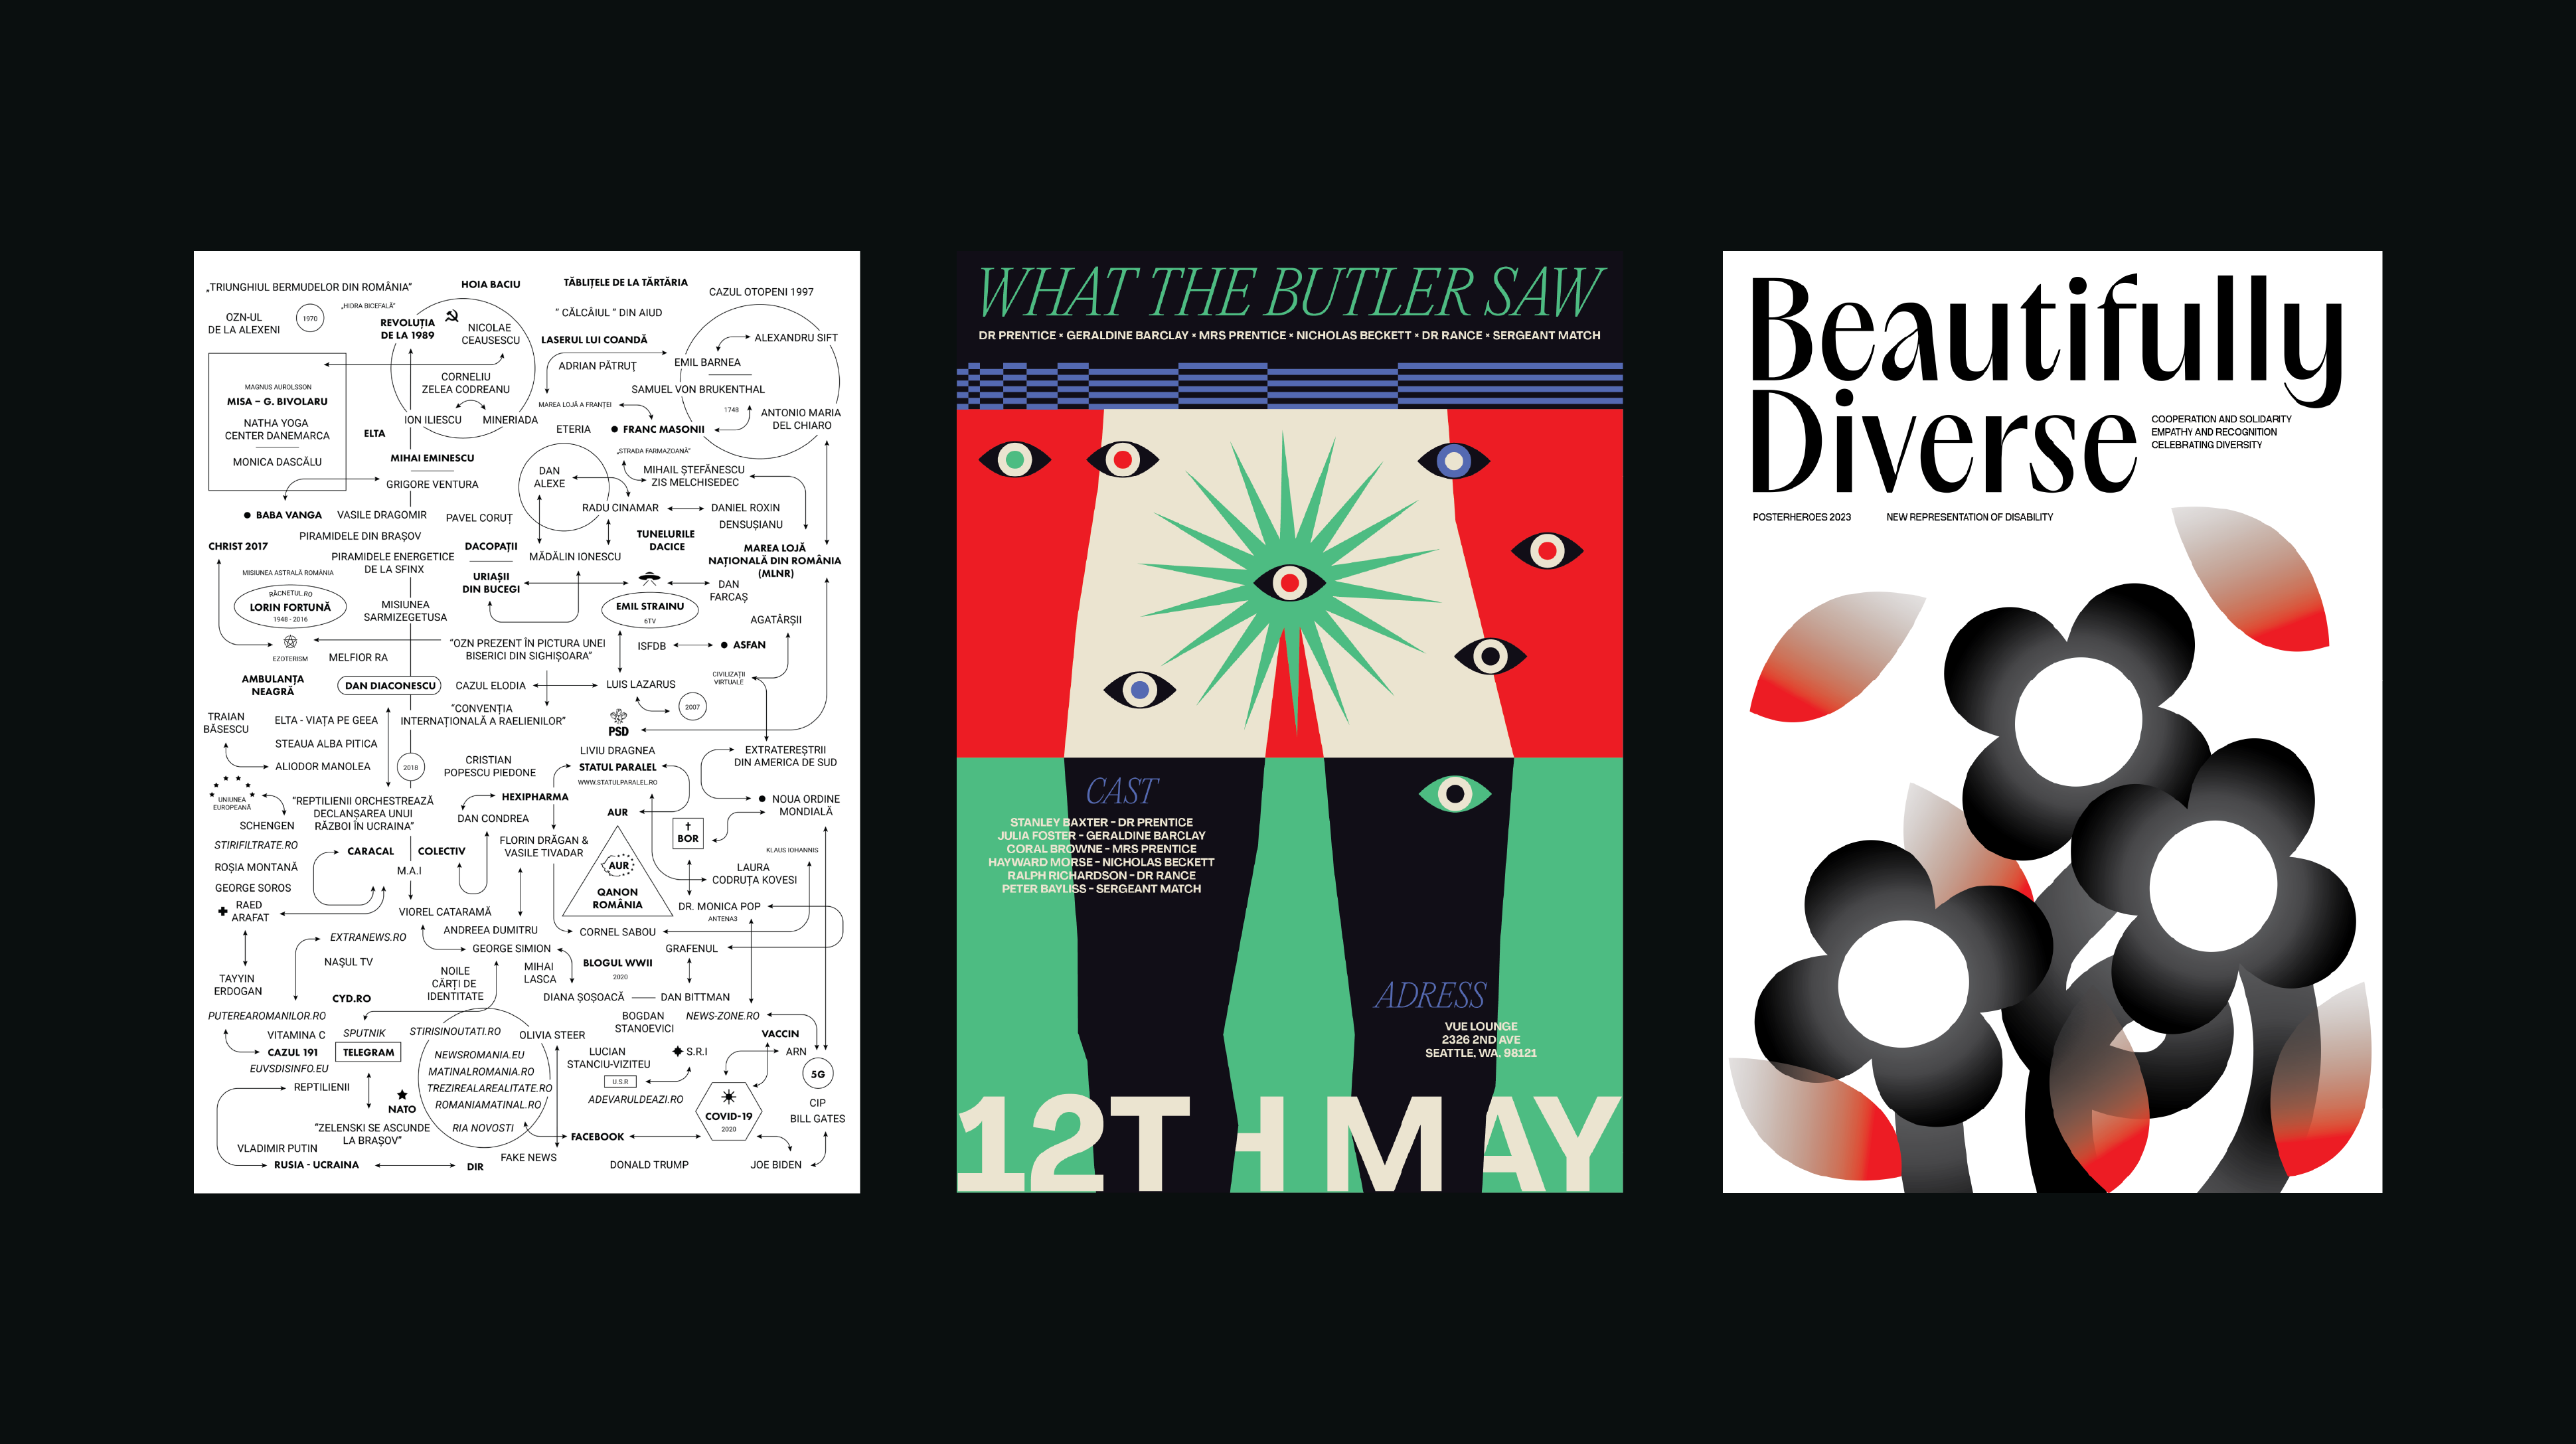 „TRIUNGHIUL BERMUDELOR DIN ROMÂNIA”
HOIA BACIU
TĂBLIȚELE DE LA TĂRTĂRIA
CAZUL OTOPENI 1997
„HIDRA BICEFALĂ”
OZN-UL
DE LA ALEXENI
1970
REVOLUȚIA
DE LA 1989
NICOLAE
CEAUSESCU
“ CĂLCÂIUL ” DIN AIUD
LASERUL LUI COANDĂ
ALEXANDRU SIFT
ADRIAN PĂTRUȚ
EMIL BARNEA
CORNELIU
ZELEA CODREANU
SAMUEL VON BRUKENTHAL
MAGNUS AUROLSSON
MISA – G. BIVOLARU
NATHA YOGA
CENTER DANEMARCA
MONICA DASCĂLU
ION ILIESCU
MINERIADA
MAREA LOJĂ A FRANȚEI
1748
ANTONIO MARIA
DEL CHIARO
ELTA
ETERIA
FRANC MASONII
„STRADA FARMAZOANĂ”
MIHAI EMINESCU
GRIGORE VENTURA
DAN
ALEXE
MIHAIL ȘTEFĂNESCU
ZIS MELCHISEDEC
RADU CINAMAR
DANIEL ROXIN
DENSUȘIANU
BABA VANGA
VASILE DRAGOMIR
PAVEL CORUȚ
PIRAMIDELE DIN BRAȘOV
TUNELURILE
DACICE
CHRIST 2017
PIRAMIDELE ENERGETICE
DE LA SFINX
DACOPAȚII
MĂDĂLIN IONESCU
MAREA LOJĂ
NAȚIONALĂ DIN ROMÂNIA
(MLNR)
MISIUNEA ASTRALĂ ROMÂNIA
URIAȘII
DIN BUCEGI
DAN
FARCAȘ
RĂCNETUL.RO
LORIN FORTUNĂ
1948 - 2016
MISIUNEA
SARMIZEGETUSA
EMIL STRAINU
6TV
AGATÂRȘII
EZOTERISM
MELFIOR RA
“OZN PREZENT ÎN PICTURA UNEI
BISERICI DIN SIGHIȘOARA”
ISFDB
ASFAN
AMBULANȚA
NEAGRĂ
DAN DIACONESCU
CAZUL ELODIA
LUIS LAZARUS
CIVILIZAȚII
VIRTUALE
2007
TRAIAN
BĂSESCU
ELTA - VIAȚA PE GEEA
“CONVENȚIA
INTERNAȚIONALĂ A RAELIENILOR”
PSD
STEAUA ALBA PITICA
LIVIU DRAGNEA
EXTRATEREȘTRII
DIN AMERICA DE SUD
ALIODOR MANOLEA
2018
CRISTIAN
POPESCU PIEDONE
STATUL PARALEL
WWW.STATULPARALEL.RO
UNIUNEA
EUROPEANĂ
“REPTILIENII ORCHESTREAZĂ
DECLANȘAREA UNUI
RĂZBOI ÎN UCRAINA”
HEXIPHARMA
NOUA ORDINE
MONDIALĂ
DAN CONDREA
AUR
SCHENGEN
STIRIFILTRATE.RO
CARACAL
COLECTIV
FLORIN DRĂGAN &
VASILE TIVADAR
BOR
KLAUS IOHANNIS
ROȘIA MONTANĂ
M.A.I
AUR
LAURA
CODRUȚA KOVESI
GEORGE SOROS
QANON
ROMÂNIA
RAED
ARAFAT
VIOREL CATARAMĂ
DR. MONICA POP
ANTENA3
EXTRANEWS.RO
ANDREEA DUMITRU
CORNEL SABOU
GEORGE SIMION
GRAFENUL
NAȘUL TV
MIHAI
LASCA
BLOGUL WWII
2020
TAYYIN
ERDOGAN
NOILE
CĂRȚI DE
IDENTITATE
CYD.RO
DIANA ȘOȘOACĂ
DAN BITTMAN
PUTEREAROMANILOR.RO
BOGDAN
STANOEVICI
NEWS-ZONE.RO
VITAMINA C
SPUTNIK
STIRISINOUTATI.RO
OLIVIA STEER
VACCIN
CAZUL 191
TELEGRAM
NEWSROMANIA.EU
LUCIAN
STANCIU-VIZITEU
S.R.I
ARN
EUVSDISINFO.EU
MATINALROMANIA.RO
U.S.R
5G
REPTILIENII
TREZIREALAREALITATE.RO
ADEVARULDEAZI.RO
NATO
ROMANIAMATINAL.RO
COVID-19
2020
CIP
BILL GATES
“ZELENSKI SE ASCUNDE
LA BRAȘOV”
RIA NOVOSTI
FACEBOOK
VLADIMIR PUTIN
FAKE NEWS
RUSIA - UCRAINA
DIR
DONALD TRUMP
JOE BIDEN
WHAT THE BUTLER SAW
DR PRENTICE × GERALDINE BARCLAY × MRS PRENTICE × NICHOLAS BECKETT × DR RANCE × SERGEANT MATCH
CAST
STANLEY BAXTER – DR PRENTICE
JULIA FOSTER – GERALDINE BARCLAY
CORAL BROWNE – MRS PRENTICE
HAYWARD MORSE – NICHOLAS BECKETT
RALPH RICHARDSON – DR RANCE
PETER BAYLISS – SERGEANT MATCH
ADRESS
VUE LOUNGE
2326 2ND AVE
SEATTLE, WA, 98121
12TH MAY
Beautifully
Diverse
COOPERATION AND SOLIDARITY
EMPATHY AND RECOGNITION
CELEBRATING DIVERSITY
POSTERHEROES 2023
NEW REPRESENTATION OF DISABILITY